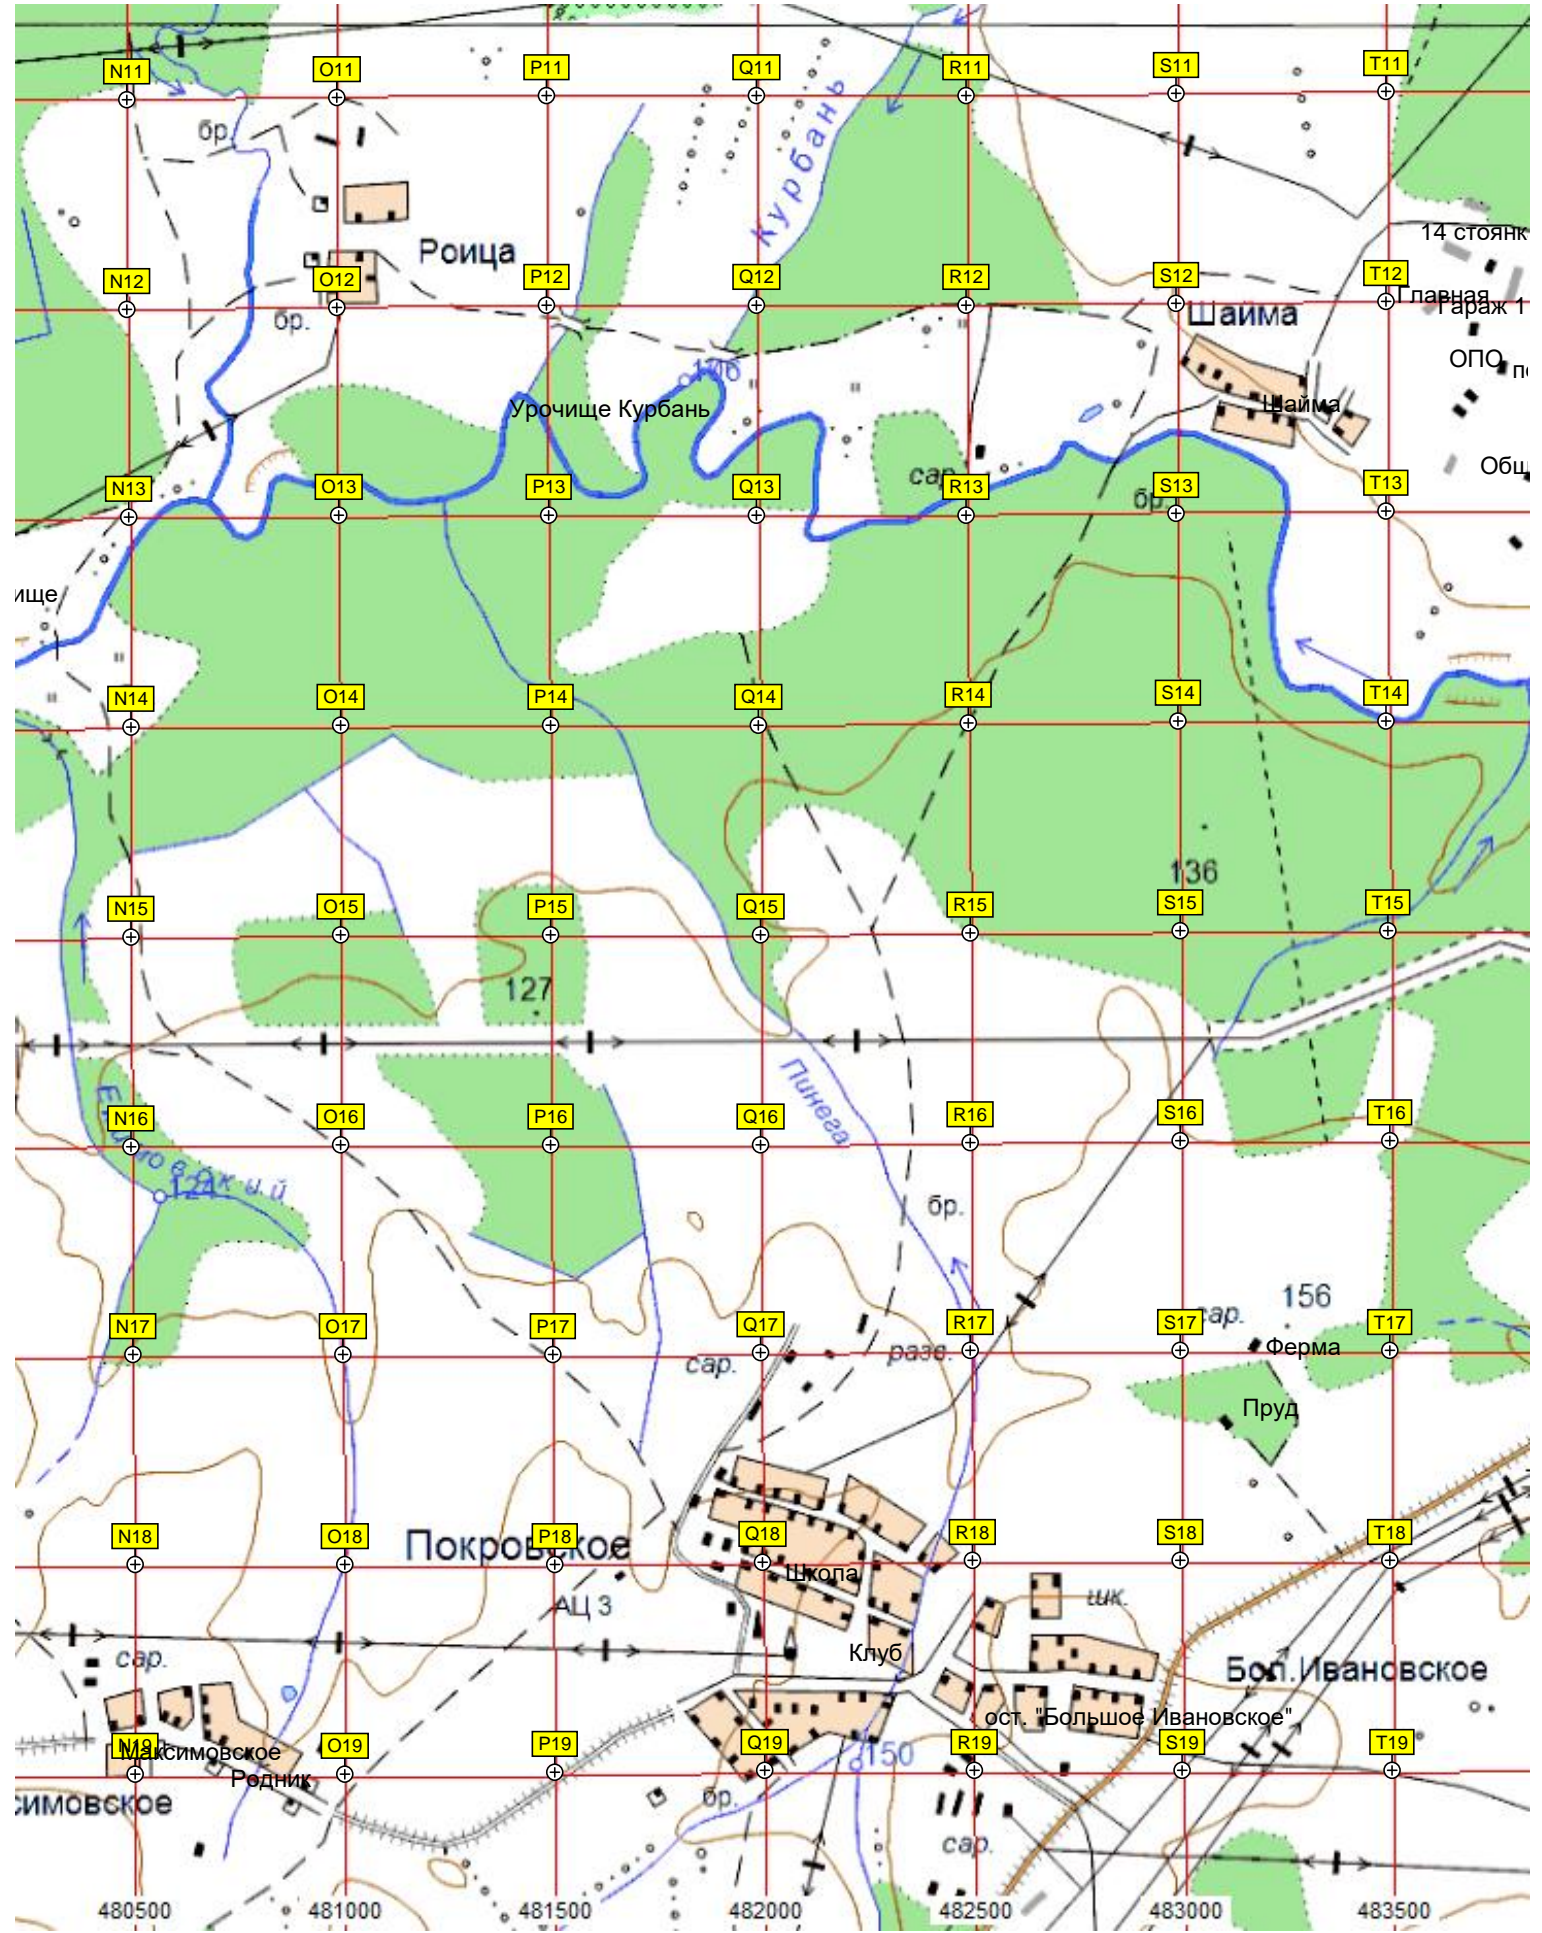 N11
O11
P11
Q11
R11
S11
T11
бр.
Курбань
14 стоянк
Роица
N12
O12
P12
Q12
R12
S12
T12
Главная
Гараж 1
бр.
Шайма
ОПО
146
Урочище Курбань
Шайма
сар.
Общ
N13
O13
P13
Q13
R13
S13
T13
бр.
ище
N14
O14
P14
Q14
R14
S14
T14
136
N15
O15
P15
Q15
R15
S15
T15
127
Пинега
N16
O16
P16
Q16
R16
S16
T16
124
бр.
156
сар.
N17
O17
P17
Q17
R17
S17
T17
Ферма
сар.
разв.
Пруд
N18
O18
P18
Q18
R18
S18
T18
Покровское
Школа
АЦ 3
шк.
Клуб
сар.
Бол.Ивановское
ост. "Большое Ивановское"
N19
O19
P19
Q19
R19
S19
T19
Максимовское
150
Родник
симовское
бр.
сар.
480500
481000
481500
482000
482500
483000
483500